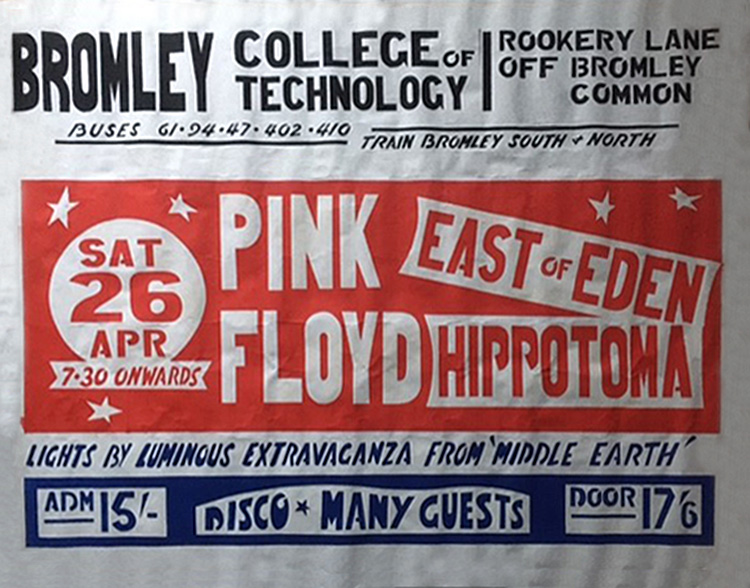 BROMLEY COLLEGE OF TECHNOLOGY
ROOKERY LANE
OFF BROMLEY
COMMON
BUSES 61·94·47·402·410
TRAIN BROMLEY SOUTH + NORTH
SAT
26
APR
7·30 ONWARDS
PINK
FLOYD
EAST OF EDEN
HIPPOTOMA
LIGHTS BY LUMINOUS EXTRAVAGANZA FROM 'MIDDLE EARTH'
ADM 15/-
DISCO ★ MANY GUESTS
DOOR 17'6